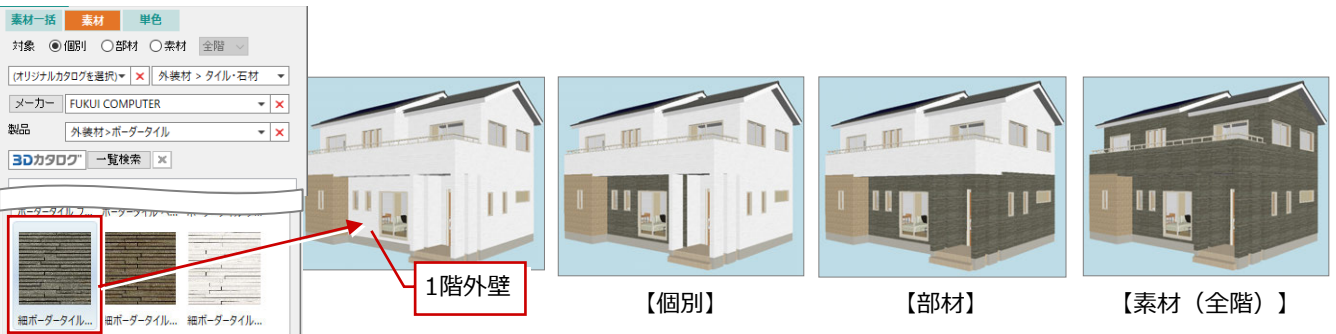 素材一括 素材 単色
対象 個別 部材 素材 全階
(オリジナルカタログを選択) 外装材 > タイル・石材
メーカー FUKUI COMPUTER
製品 外装材>ボーダータイル
3Dカタログ 一覧検索
細ボーダータイル... 細ボーダータイル... 細ボーダータイル...
1階外壁
【個別】
【部材】
【素材（全階）】